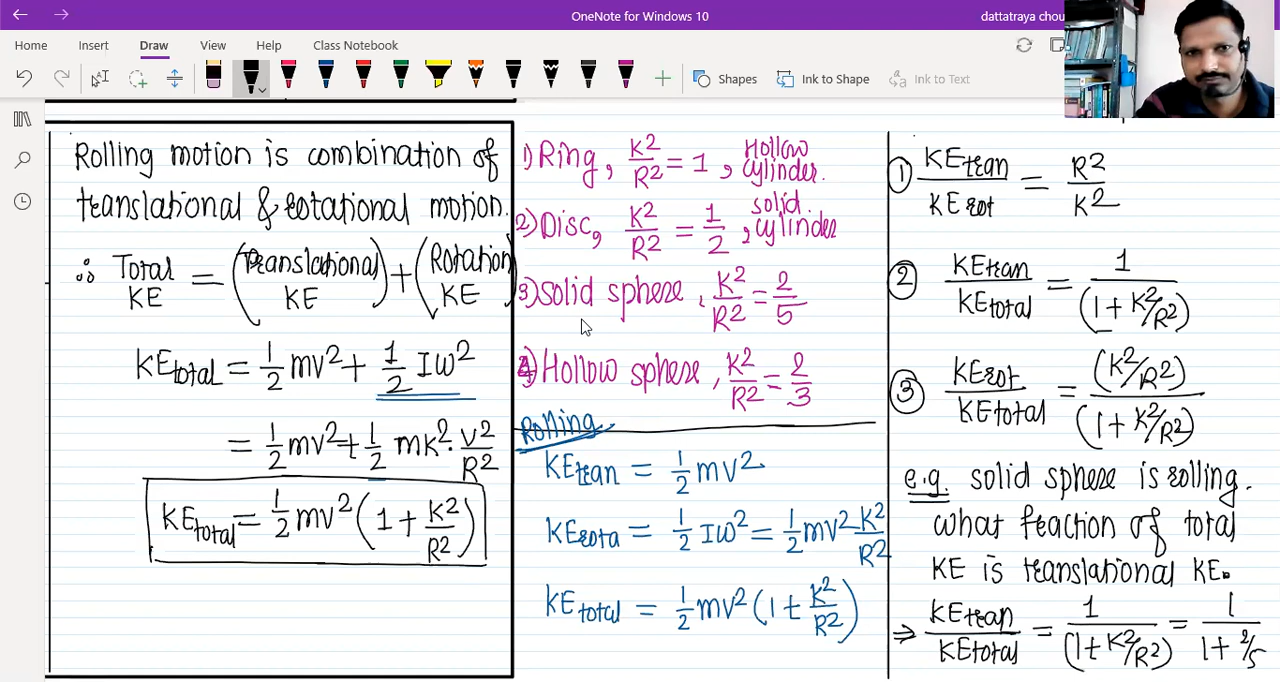 OneNote for Windows 10
dattatraya chou
Home Insert Draw View Help Class Notebook
Shapes Ink to Shape Ink to Text
Rolling motion is combination of
translational & rotational motion.
∴ Total KE = (Translational KE) + (Rotation KE)
KEtotal = 1/2 mv² + 1/2 Iω²
= 1/2 mv² + 1/2 mK² · V²/R²
KEtotal = 1/2 mv² (1 + K²/R²)
1) Ring, K²/R² = 1, Hollow cylinder.
2) Disc, K²/R² = 1/2, solid cylinder
3) Solid sphere, K²/R² = 2/5
4) Hollow sphere, K²/R² = 2/3
Rolling
KEtran = 1/2 mv²
KErota = 1/2 Iω² = 1/2 mv² K²/R²
KEtotal = 1/2 mv² (1 + K²/R²)
① KEtran/KErot = R²/K²
② KEtran/KEtotal = 1/(1 + K²/R²)
③ KErot/KEtotal = (K²/R²)/(1 + K²/R²)
e.g. solid sphere is rolling.
what fraction of total
KE is translational KE.
⇒ KEtran/KEtotal = 1/(1 + K²/R²) = 1/(1 + 2/5)